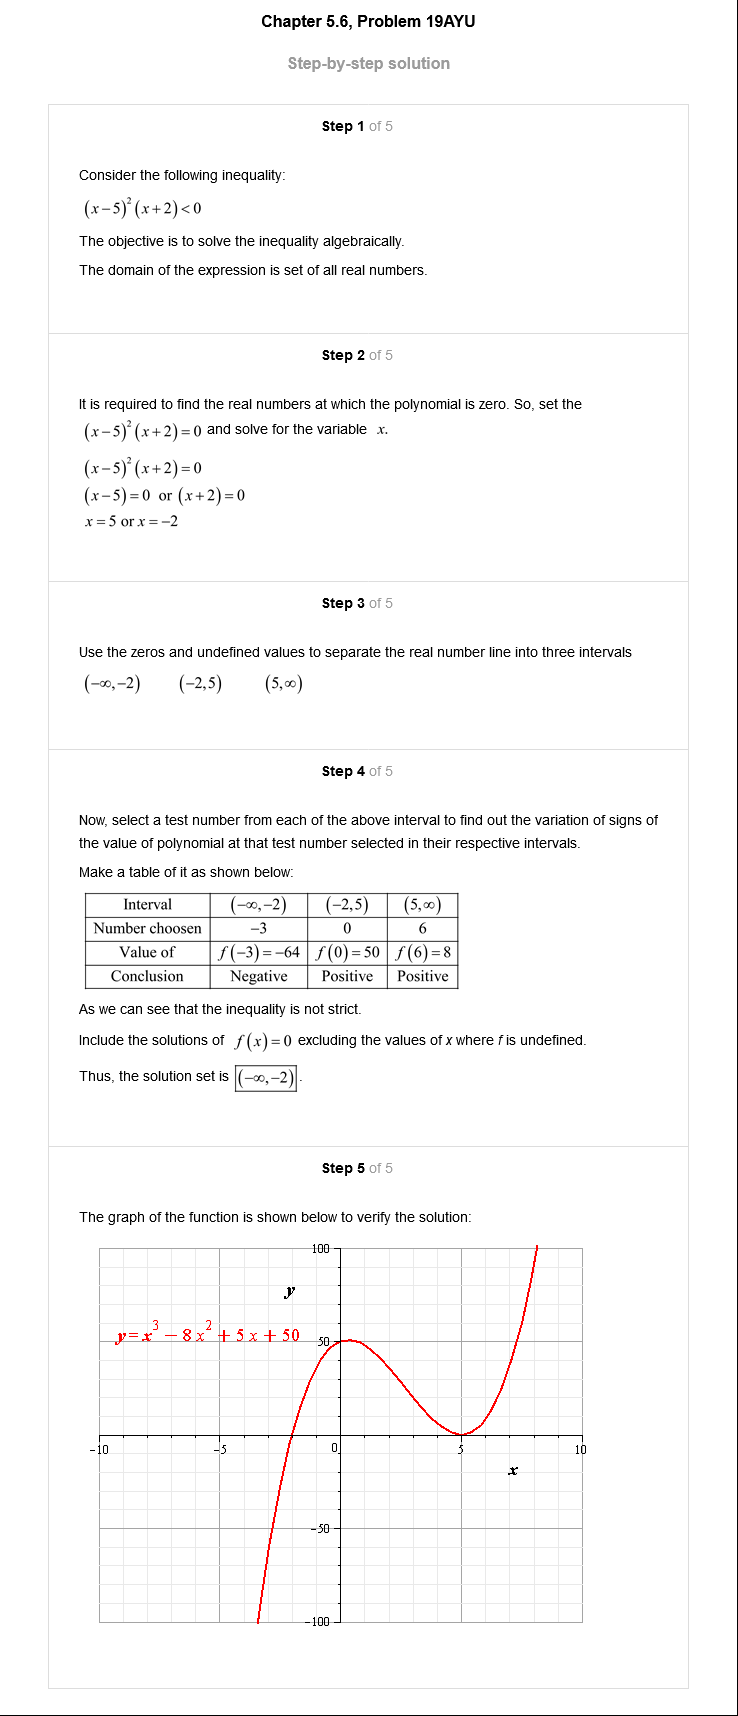 Chapter 5.6, Problem 19AYU
Step-by-step solution
Step 1 of 5
Consider the following inequality:
(x−5)²(x+2)<0
The objective is to solve the inequality algebraically.
The domain of the expression is set of all real numbers.
Step 2 of 5
It is required to find the real numbers at which the polynomial is zero. So, set the
(x−5)²(x+2)=0 and solve for the variable x.
(x−5)²(x+2)=0
(x−5)=0 or (x+2)=0
x=5 or x=−2
Step 3 of 5
Use the zeros and undefined values to separate the real number line into three intervals
(−∞,−2) (−2,5) (5,∞)
Step 4 of 5
Now, select a test number from each of the above interval to find out the variation of signs of
the value of polynomial at that test number selected in their respective intervals.
Make a table of it as shown below:
Interval (−∞,−2) (−2,5) (5,∞)
Number choosen −3 0 6
Value of f(−3)=−64 f(0)=50 f(6)=8
Conclusion Negative Positive Positive
As we can see that the inequality is not strict.
Include the solutions of f(x)=0 excluding the values of x where f is undefined.
Thus, the solution set is (−∞,−2).
Step 5 of 5
The graph of the function is shown below to verify the solution:
100
y
y=x³−8x²+5x+50
50
−10 −5 0 5 10
x
−50
−100